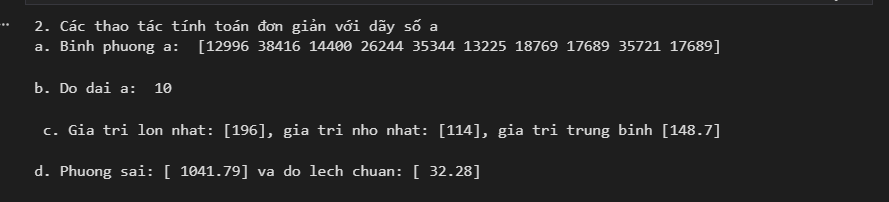 2. Các thao tác tính toán đơn giản với dãy số a
a. Binh phuong a:  [12996 38416 14400 26244 35344 13225 18769 17689 35721 17689]
b. Do dai a:  10
c. Gia tri lon nhat: [196], gia tri nho nhat: [114], gia tri trung binh [148.7]
d. Phuong sai: [ 1041.79] va do lech chuan: [ 32.28]